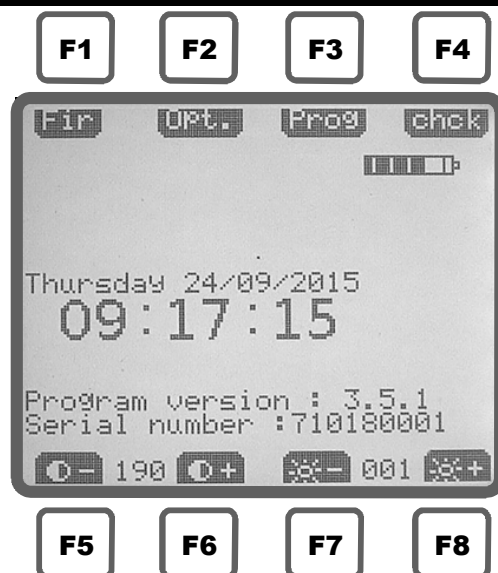 F1 F2 F3 F4
Fir OPt. Prog chck
Thursday 24/09/2015
09:17:15
Program version : 3.5.1
Serial number :710180001
- 190 + - 001 +
F5 F6 F7 F8